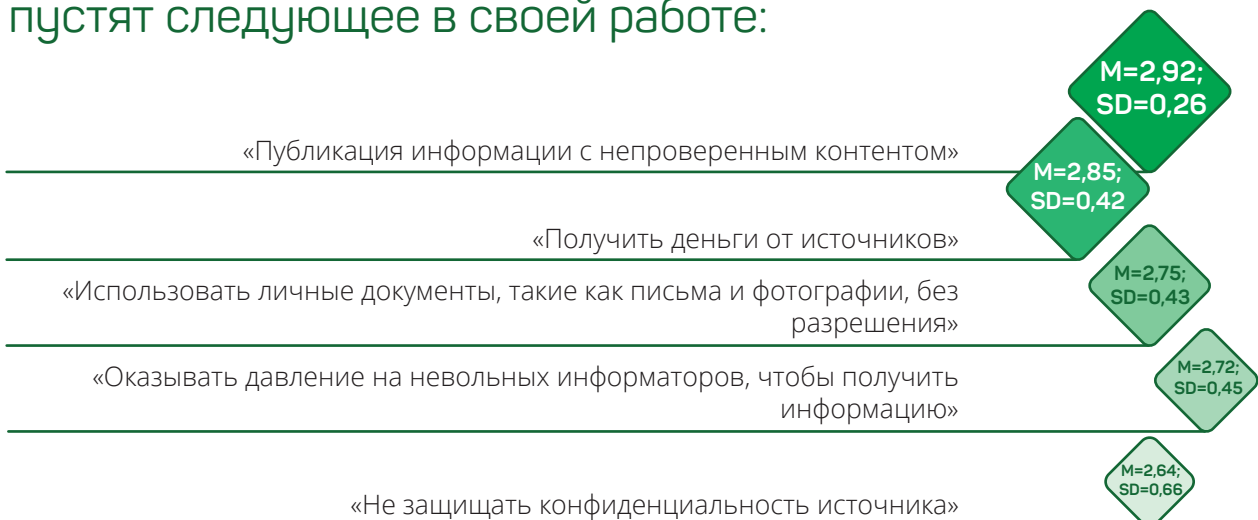 пустят следующее в своей работе:
M=2,92;
SD=0,26
«Публикация информации с непроверенным контентом»
M=2,85;
SD=0,42
«Получить деньги от источников»
M=2,75;
SD=0,43
«Использовать личные документы, такие как письма и фотографии, без
разрешения»
M=2,72;
SD=0,45
«Оказывать давление на невольных информаторов, чтобы получить
информацию»
M=2,64;
SD=0,66
«Не защищать конфиденциальность источника»